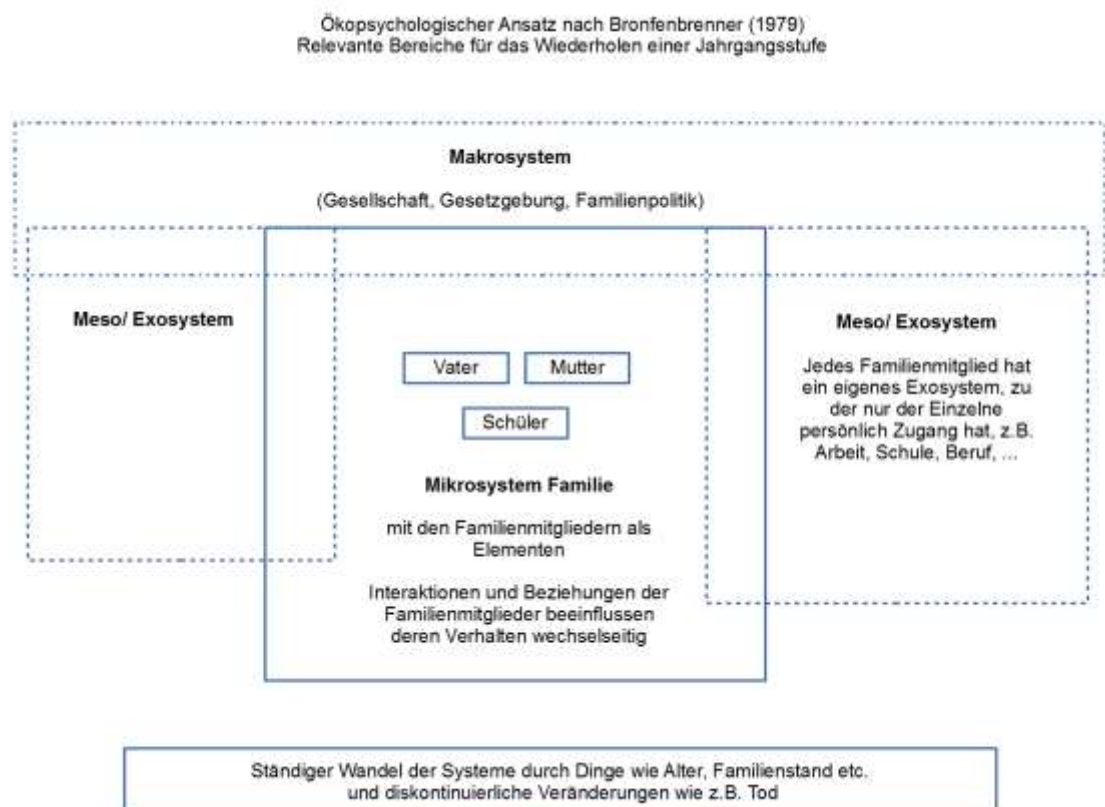 Ökopsychologischer Ansatz nach Bronfenbrenner (1979)
Relevante Bereiche für das Wiederholen einer Jahrgangsstufe
Makrosystem
(Gesellschaft, Gesetzgebung, Familienpolitik)
Meso/ Exosystem
Vater
Mutter
Schüler
Mikrosystem Familie
mit den Familienmitgliedern als
Elementen
Interaktionen und Beziehungen der
Familienmitglieder beeinflussen
deren Verhalten wechselseitig
Meso/ Exosystem
Jedes Familienmitglied hat
ein eigenes Exosystem, zu
der nur der Einzelne
persönlich Zugang hat, z.B.
Arbeit, Schule, Beruf, ...
Ständiger Wandel der Systeme durch Dinge wie Alter, Familienstand etc.
und diskontinuierliche Veränderungen wie z.B. Tod